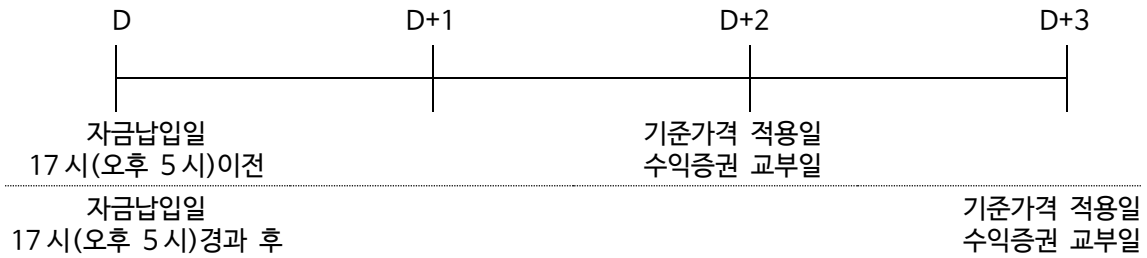 D D+1 D+2 D+3
자금납입일 기준가격 적용일
17시(오후 5시)이전 수익증권 교부일
자금납입일 기준가격 적용일
17시(오후 5시)경과 후 수익증권 교부일